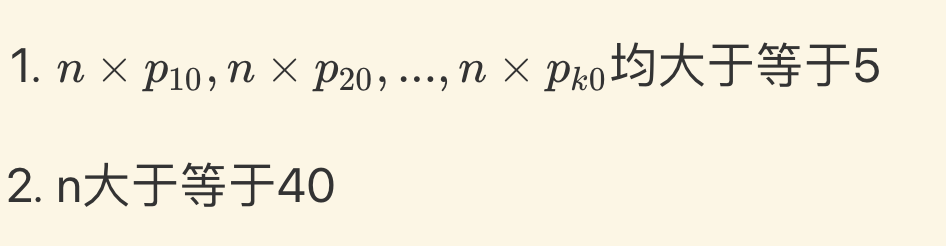 1. n × p₁₀, n × p₂₀, ..., n × pₖ₀均大于等于5
2. n大于等于40